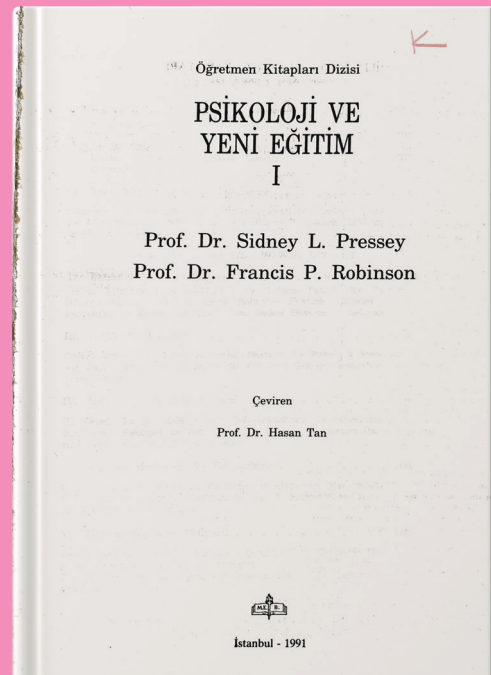 Öğretmen Kitapları Dizisi
PSİKOLOJİ VE
YENİ EĞİTİM
I
Prof. Dr. Sidney L. Pressey
Prof. Dr. Francis P. Robinson
Çeviren
Prof. Dr. Hasan Tan
M.E. B.
İstanbul - 1991